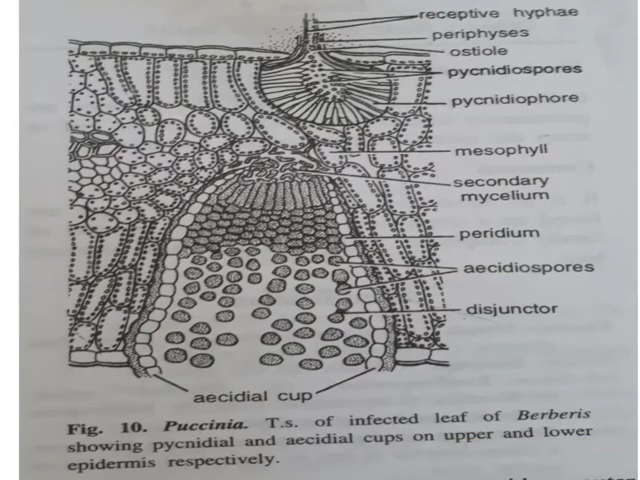 receptive hyphae
periphyses
ostiole
pycnidiospores
pycnidiophore
mesophyll
secondary
mycelium
peridium
aecidiospores
disjunctor
aecidial cup
Fig. 10. Puccinia. T.s. of infected leaf of Berberis
showing pycnidial and aecidial cups on upper and lower
epidermis respectively.